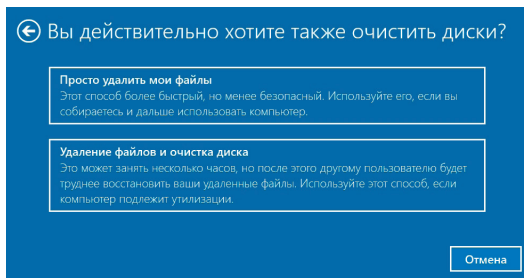 Вы действительно хотите также очистить диски?
Просто удалить мои файлы
Этот способ более быстрый, но менее безопасный. Используйте его, если вы
собираетесь и дальше использовать компьютер.
Удаление файлов и очистка диска
Это может занять несколько часов, но после этого другому пользователю будет
труднее восстановить ваши удаленные файлы. Используйте этот способ, если
компьютер подлежит утилизации.
Отмена